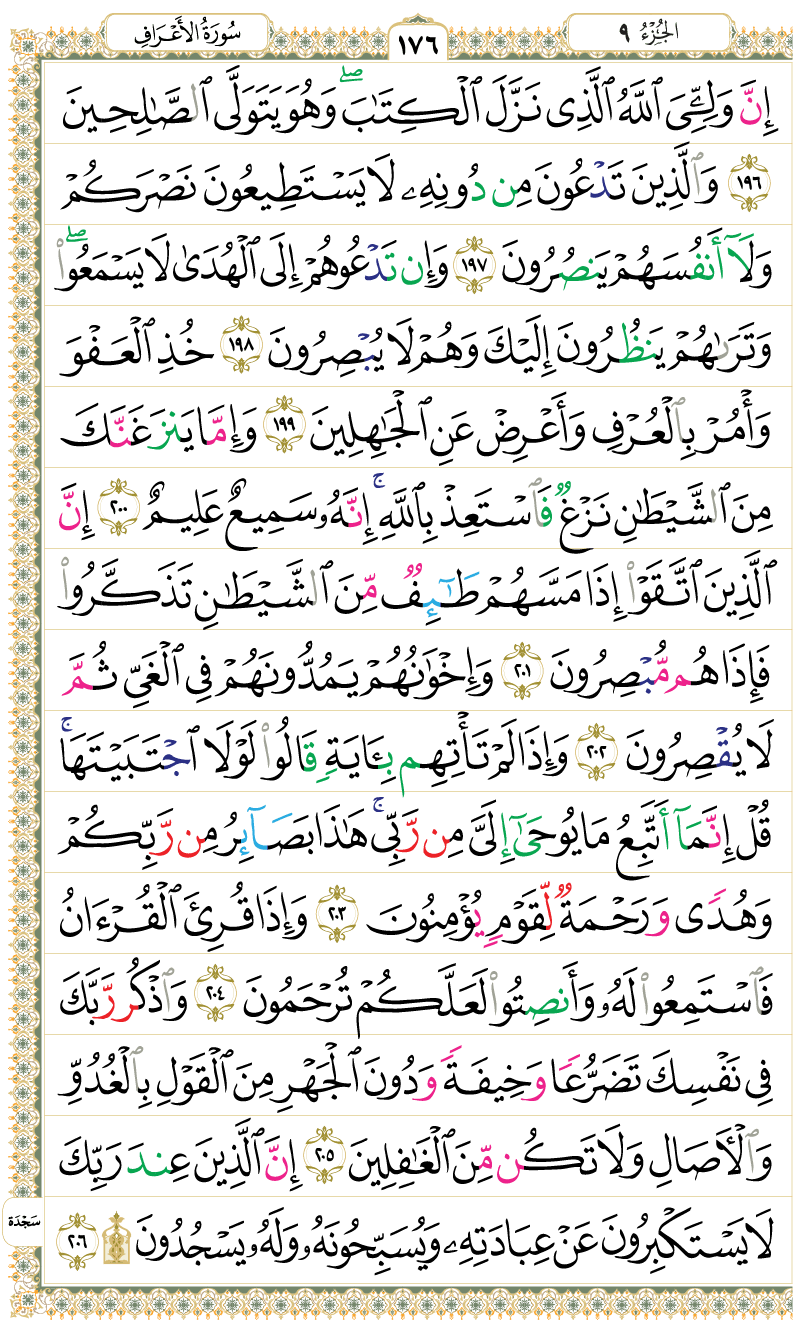 الجُزْءُ ٩
١٧٦
سُورَةُ الأَعْرَافِ
إِنَّ وَلِـِّۧيَ ٱللَّهُ ٱلَّذِى نَزَّلَ ٱلْكِتَٰبَ ۖ وَهُوَ يَتَوَلَّى ٱلصَّٰلِحِينَ
١٩٦ وَٱلَّذِينَ تَدْعُونَ مِن دُونِهِۦ لَا يَسْتَطِيعُونَ نَصْرَكُمْ
وَلَآ أَنفُسَهُمْ يَنصُرُونَ ١٩٧ وَإِن تَدْعُوهُمْ إِلَى ٱلْهُدَىٰ لَا يَسْمَعُوا۟ ۖ
وَتَرَىٰهُمْ يَنظُرُونَ إِلَيْكَ وَهُمْ لَا يُبْصِرُونَ ١٩٨ خُذِ ٱلْعَفْوَ
وَأْمُرْ بِٱلْعُرْفِ وَأَعْرِضْ عَنِ ٱلْجَٰهِلِينَ ١٩٩ وَإِمَّا يَنزَغَنَّكَ
مِنَ ٱلشَّيْطَٰنِ نَزْغٌ فَٱسْتَعِذْ بِٱللَّهِ ۚ إِنَّهُۥ سَمِيعٌ عَلِيمٌ ٢٠٠ إِنَّ
ٱلَّذِينَ ٱتَّقَوْا۟ إِذَا مَسَّهُمْ طَٰٓئِفٌ مِّنَ ٱلشَّيْطَٰنِ تَذَكَّرُوا۟
فَإِذَا هُم مُّبْصِرُونَ ٢٠١ وَإِخْوَٰنُهُمْ يَمُدُّونَهُمْ فِى ٱلْغَىِّ ثُمَّ
لَا يُقْصِرُونَ ٢٠٢ وَإِذَا لَمْ تَأْتِهِم بِـَٔايَةٍ قَالُوا۟ لَوْلَا ٱجْتَبَيْتَهَا ۚ
قُلْ إِنَّمَآ أَتَّبِعُ مَا يُوحَىٰٓ إِلَىَّ مِن رَّبِّى ۚ هَٰذَا بَصَآئِرُ مِن رَّبِّكُمْ
وَهُدًى وَرَحْمَةٌ لِّقَوْمٍ يُؤْمِنُونَ ٢٠٣ وَإِذَا قُرِئَ ٱلْقُرْءَانُ
فَٱسْتَمِعُوا۟ لَهُۥ وَأَنصِتُوا۟ لَعَلَّكُمْ تُرْحَمُونَ ٢٠٤ وَٱذْكُر رَّبَّكَ
فِى نَفْسِكَ تَضَرُّعًا وَخِيفَةً وَدُونَ ٱلْجَهْرِ مِنَ ٱلْقَوْلِ بِٱلْغُدُوِّ
وَٱلْـَٔاصَالِ وَلَا تَكُن مِّنَ ٱلْغَٰفِلِينَ ٢٠٥ إِنَّ ٱلَّذِينَ عِندَ رَبِّكَ
لَا يَسْتَكْبِرُونَ عَنْ عِبَادَتِهِۦ وَيُسَبِّحُونَهُۥ وَلَهُۥ يَسْجُدُونَ ۩ ٢٠٦
سَجْدَة